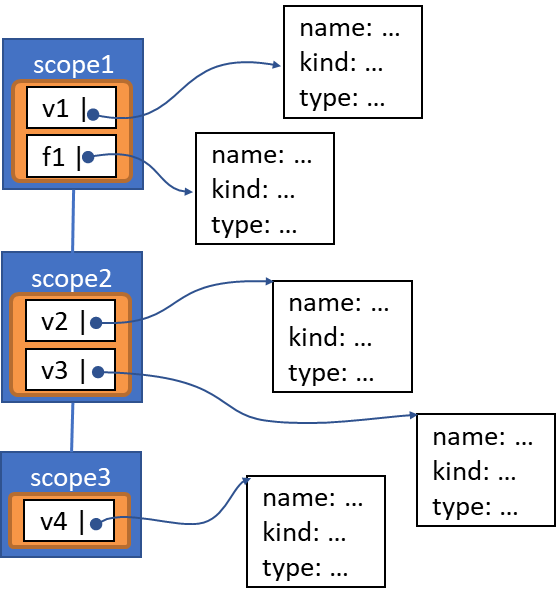 scope1
v1 |
name: ...
kind: ...
type: ...
f1 |
name: ...
kind: ...
type: ...
scope2
v2 |
name: ...
kind: ...
type: ...
v3 |
name: ...
kind: ...
type: ...
scope3
v4 |
name: ...
kind: ...
type: ...